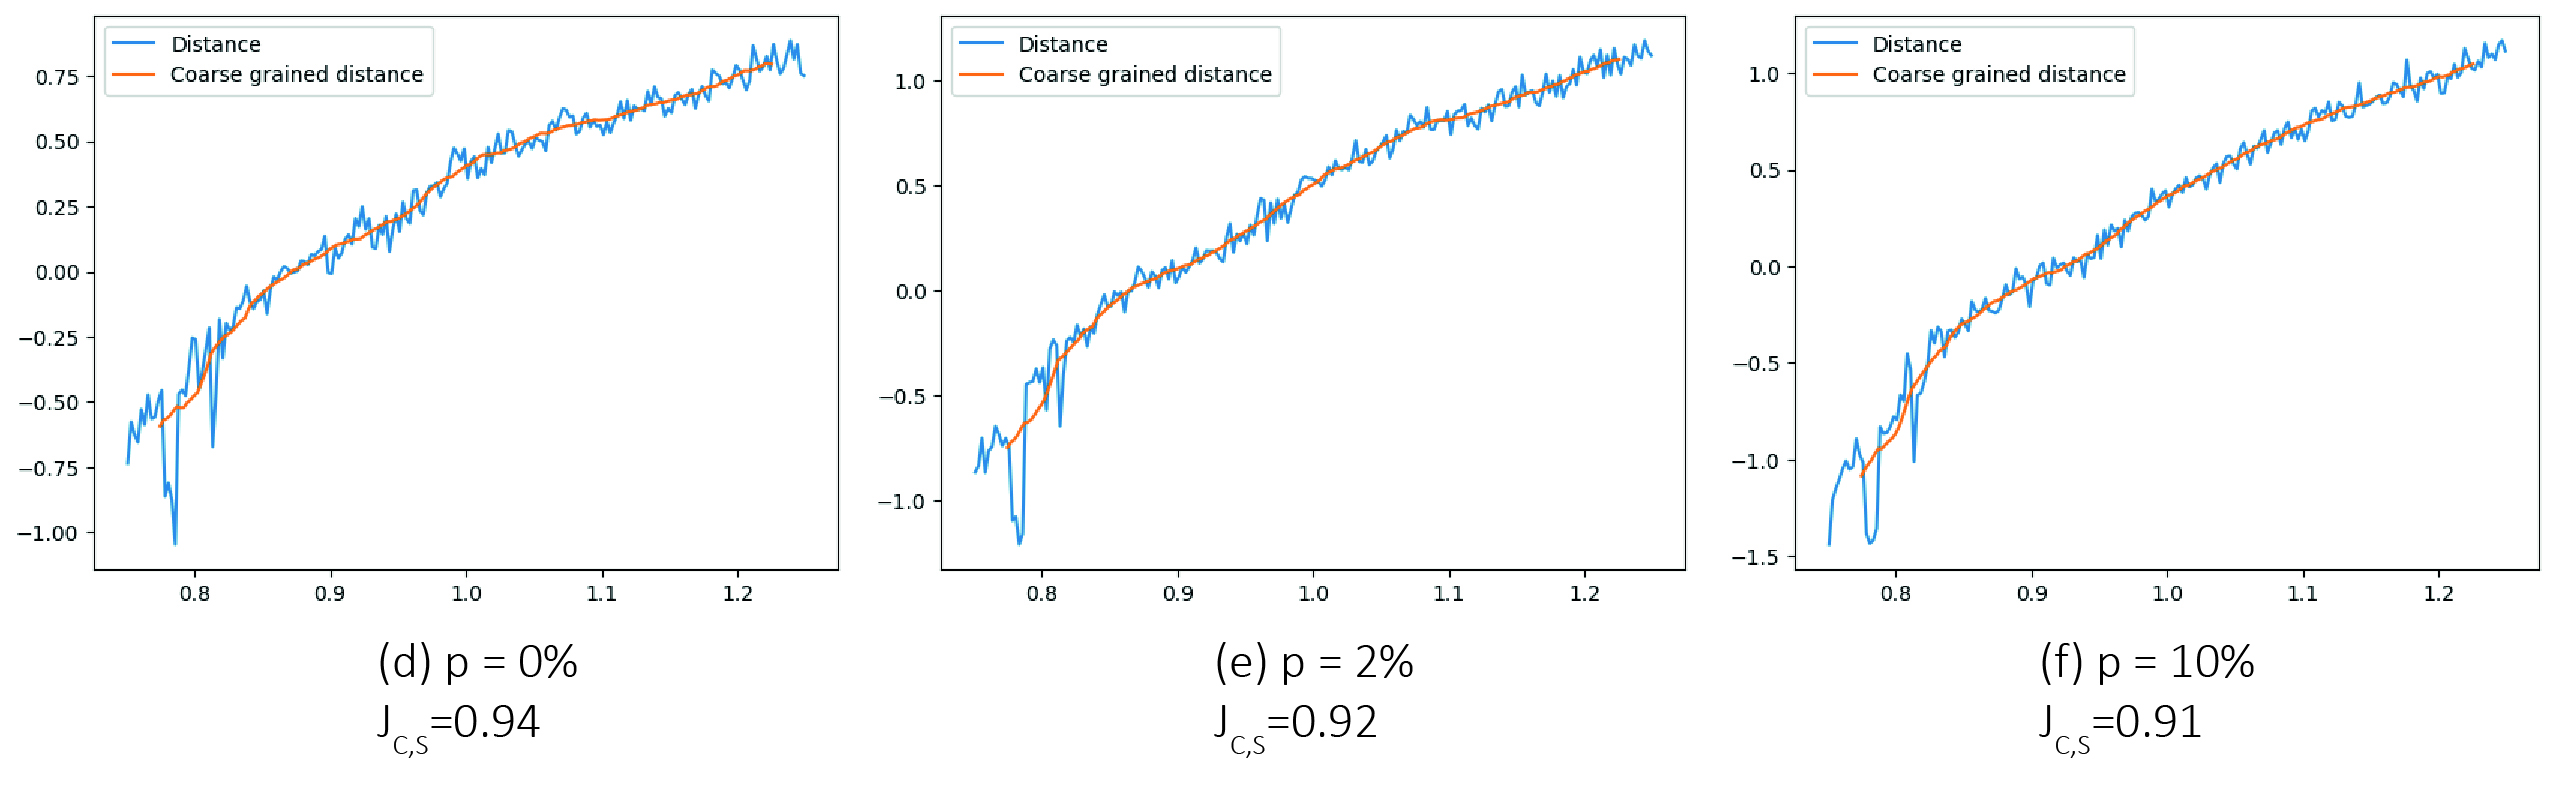 Distance
Coarse grained distance
0.75
0.50
0.25
0.00
−0.25
−0.50
−0.75
−1.00
0.8 0.9 1.0 1.1 1.2
(d) p = 0%
J_C,S=0.94
Distance
Coarse grained distance
1.0
0.5
0.0
−0.5
−1.0
0.8 0.9 1.0 1.1 1.2
(e) p = 2%
J_C,S=0.92
Distance
Coarse grained distance
1.0
0.5
0.0
−0.5
−1.0
−1.5
0.8 0.9 1.0 1.1 1.2
(f) p = 10%
J_C,S=0.91